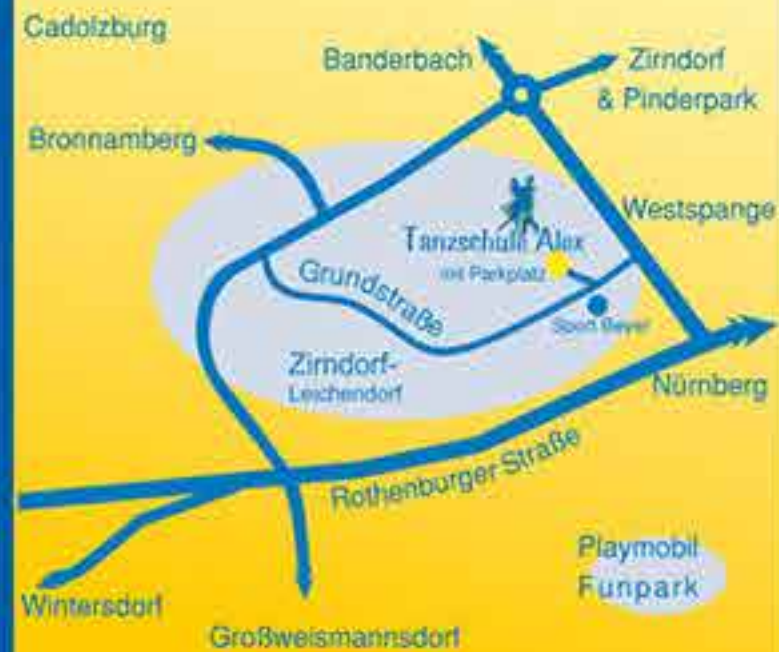 Cadolzburg
Banderbach
Zirndorf
& Pinderpark
Bronnamberg
Westspange
Tanzschule Alex
mit Parkplatz
Grundstraße
Sport Beyer
Zirndorf-
Leichendorf
Nürnberg
Rothenburger Straße
Playmobil
Funpark
Wintersdorf
Großweismannsdorf